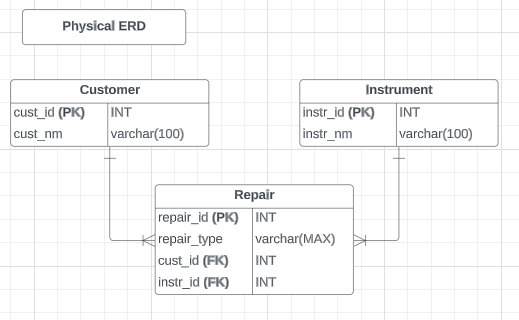 Physical ERD
Customer
cust_id (PK) INT
cust_nm varchar(100)
Instrument
instr_id (PK) INT
instr_nm varchar(100)
Repair
repair_id (PK) INT
repair_type varchar(MAX)
cust_id (FK) INT
instr_id (FK) INT